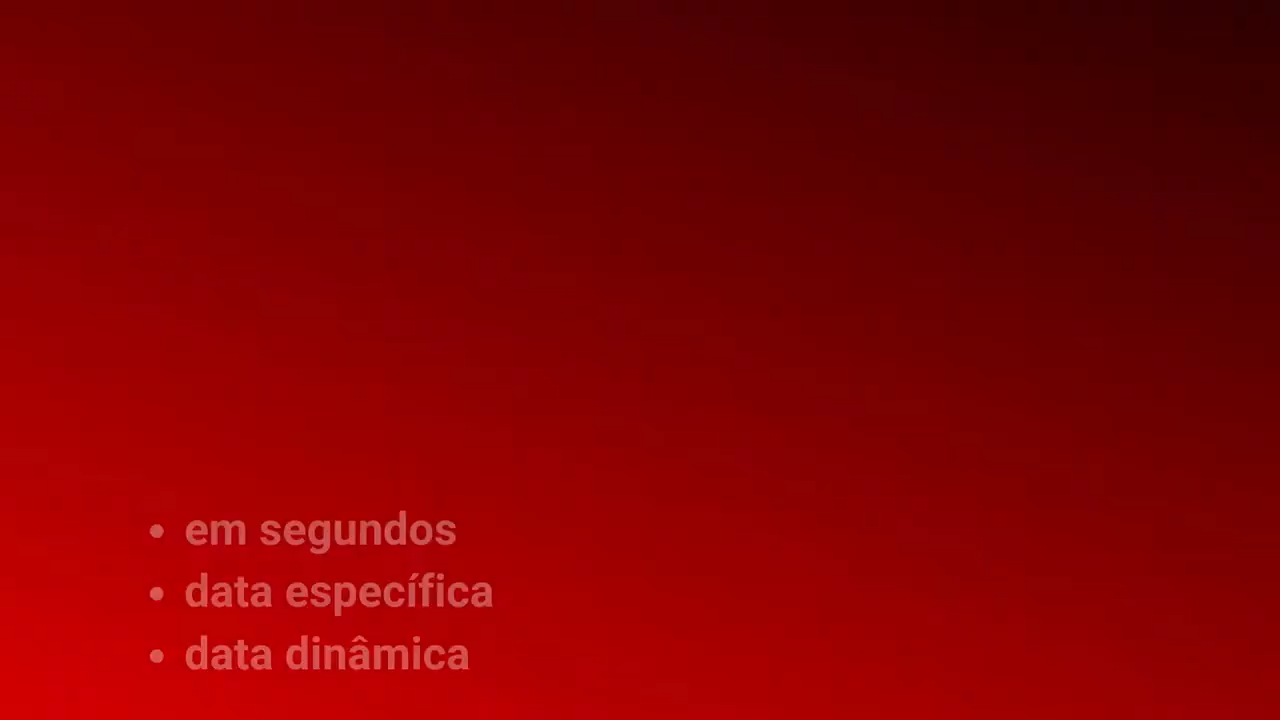 • em segundos
• data específica
• data dinâmica